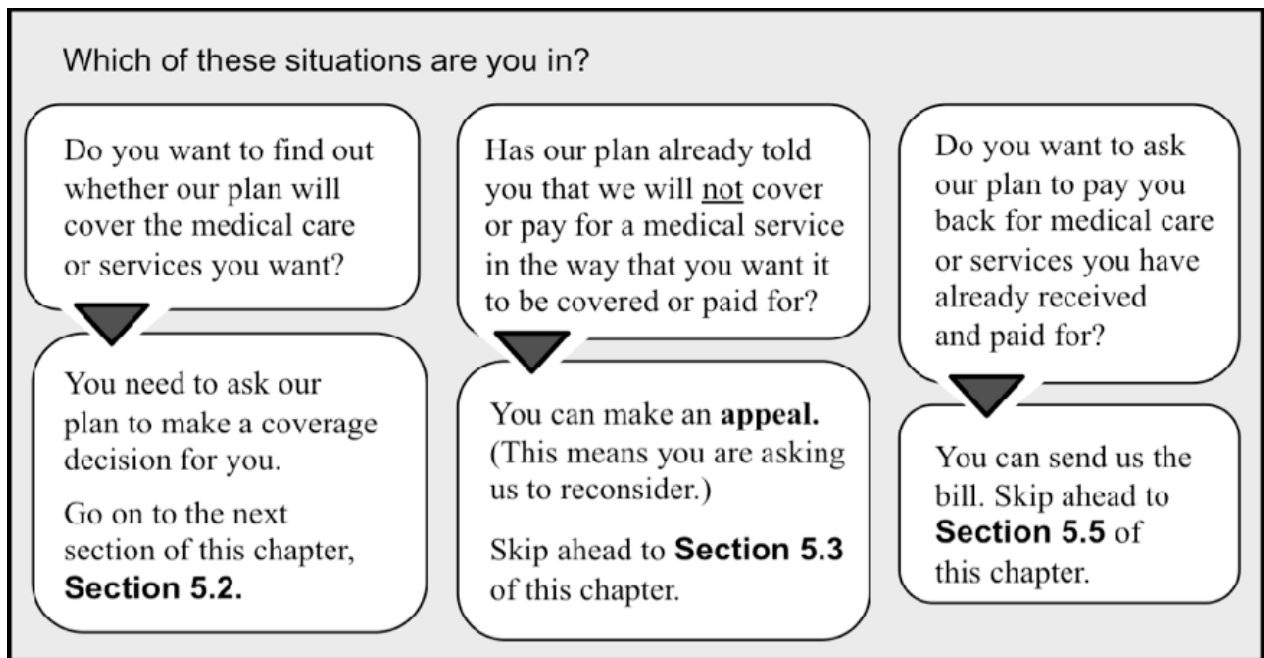 Which of these situations are you in?
Do you want to find out
whether our plan will
cover the medical care
or services you want?
You need to ask our
plan to make a coverage
decision for you.
Go on to the next
section of this chapter,
Section 5.2.
Has our plan already told
you that we will not cover
or pay for a medical service
in the way that you want it
to be covered or paid for?
You can make an appeal.
(This means you are asking
us to reconsider.)
Skip ahead to Section 5.3
of this chapter.
Do you want to ask
our plan to pay you
back for medical care
or services you have
already received
and paid for?
You can send us the
bill. Skip ahead to
Section 5.5 of
this chapter.